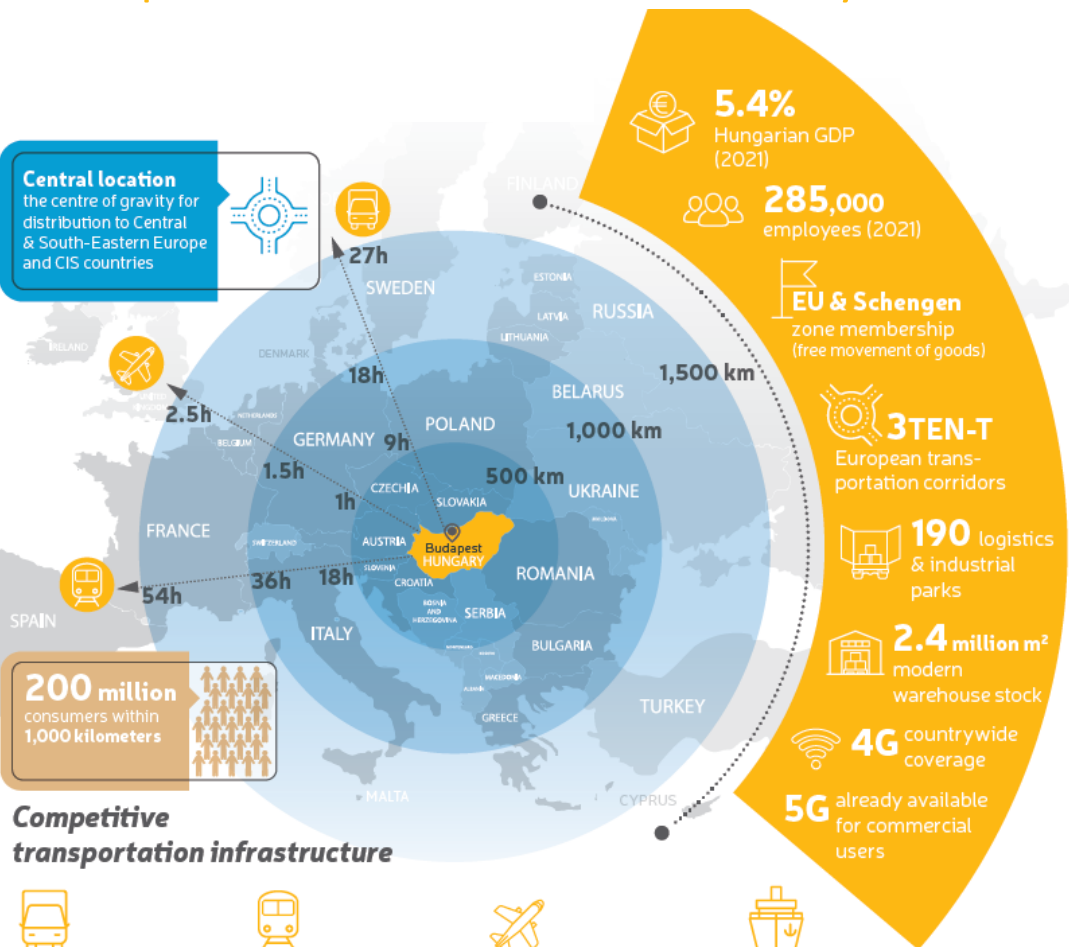 5.4%
Hungarian GDP
(2021)
285,000
employees (2021)
EU & Schengen
zone membership
(free movement of goods)
3TEN-T
European trans-
portation corridors
190 logistics
& industrial
parks
2.4 million m²
modern
warehouse stock
4G countrywide
coverage
5G already available
for commercial
users
Central location
the centre of gravity for
distribution to Central
& South-Eastern Europe
and CIS countries
FINLAND
27h
SWEDEN
ESTONIA
RUSSIA
LATVIA
LITHUANIA
IRELAND
DENMARK
UNITED
KINGDOM
18h
1,500 km
BELARUS
2.5h
NETHERLANDS
POLAND
1,000 km
BELGIUM
GERMANY
9h
1.5h
500 km
CZECHIA
UKRAINE
1h
SLOVAKIA
FRANCE
SWITZERLAND
AUSTRIA
Budapest
HUNGARY
SLOVENIA
ROMANIA
54h
36h
18h
CROATIA
BOSNIA
AND
HERZEGOVINA
SERBIA
SPAIN
ITALY
BULGARIA
MACEDONIA
ALBANIA
GREECE
TURKEY
MALTA
CYPRUS
200 million
consumers within
1,000 kilometers
Competitive
transportation infrastructure